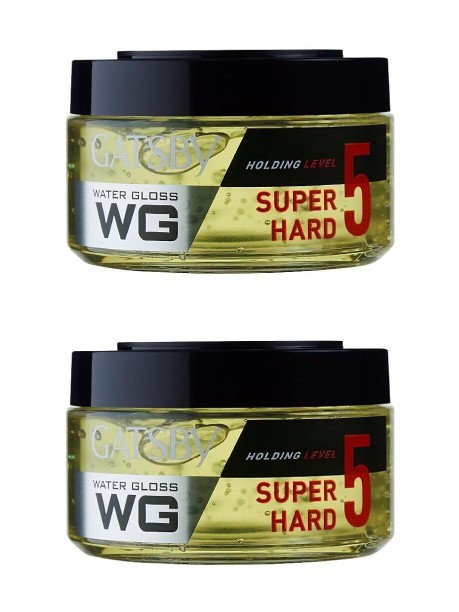 GATSBY
HOLDING LEVEL 5
WATER GLOSS
WG
SUPER
HARD
GATSBY
HOLDING LEVEL 5
WATER GLOSS
WG
SUPER
HARD